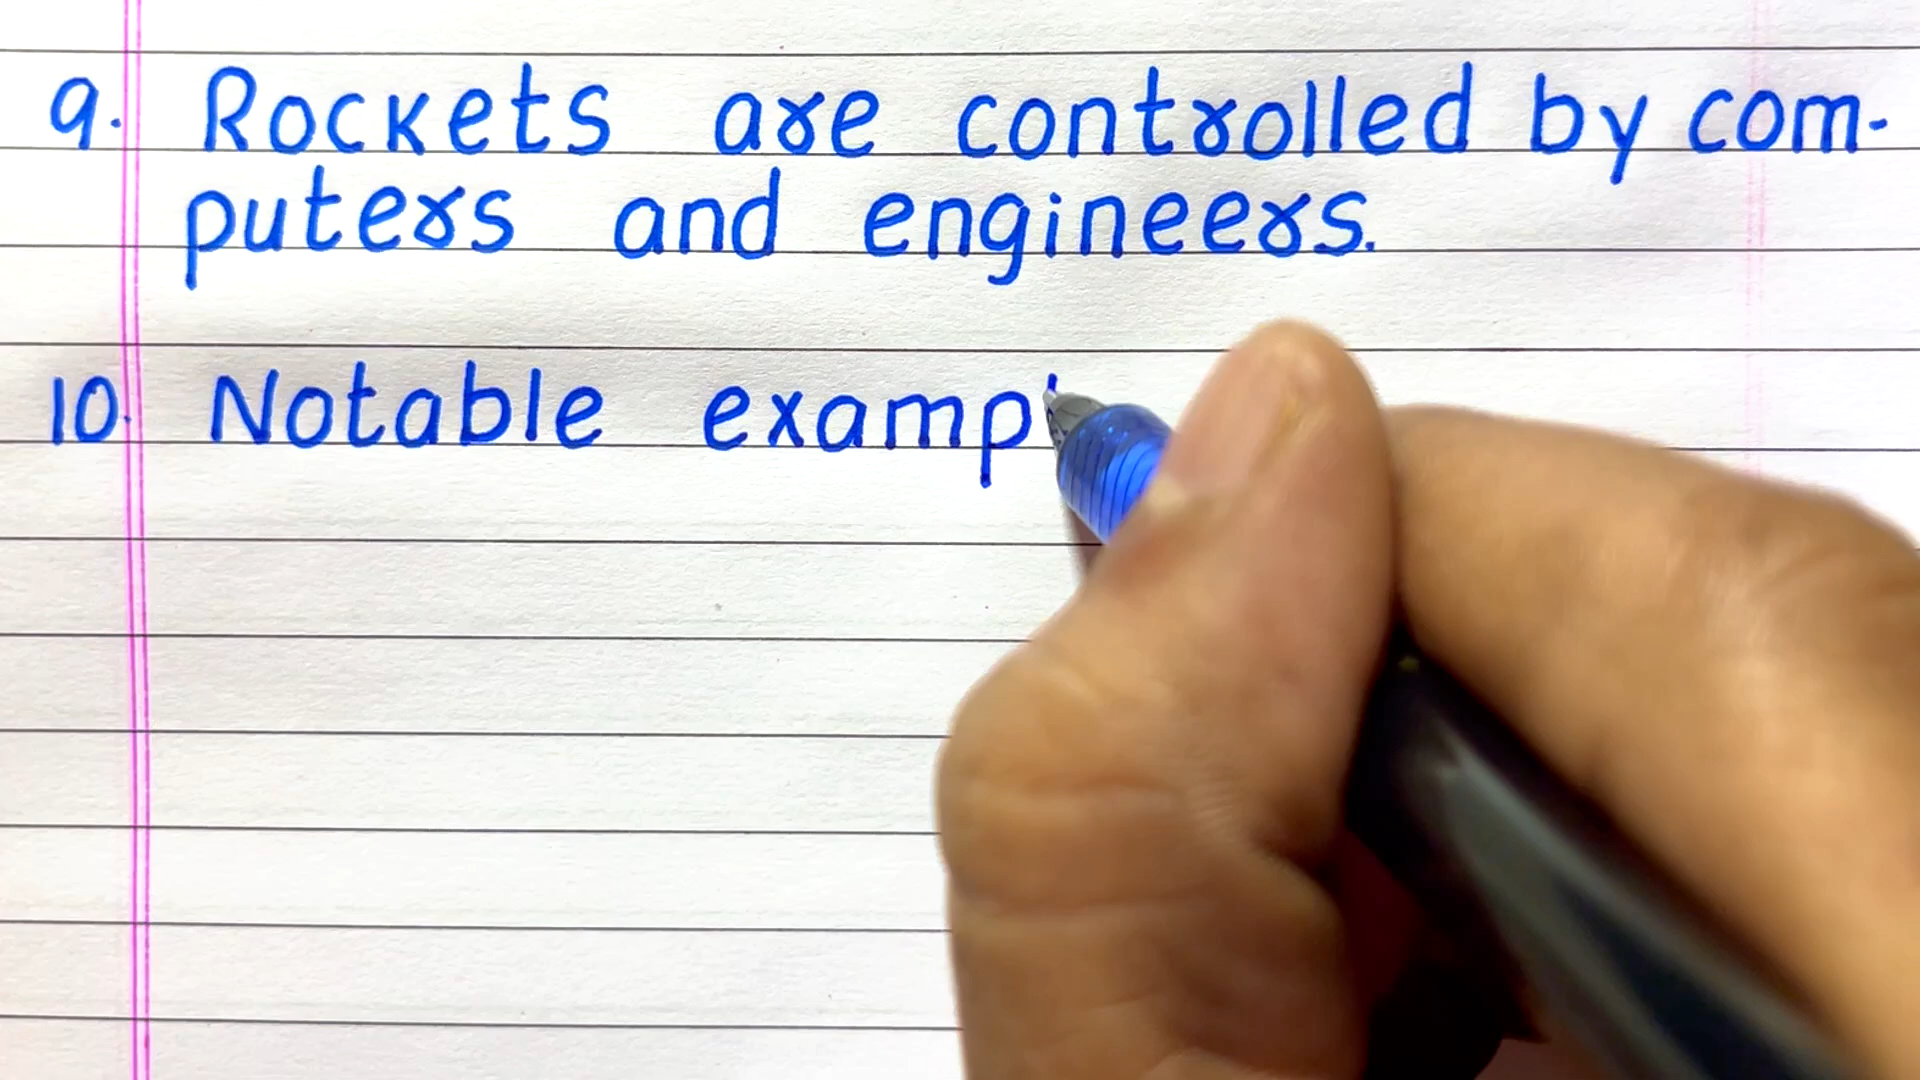 9. Rockets are controlled by com-
puters and engineers.
10. Notable examp